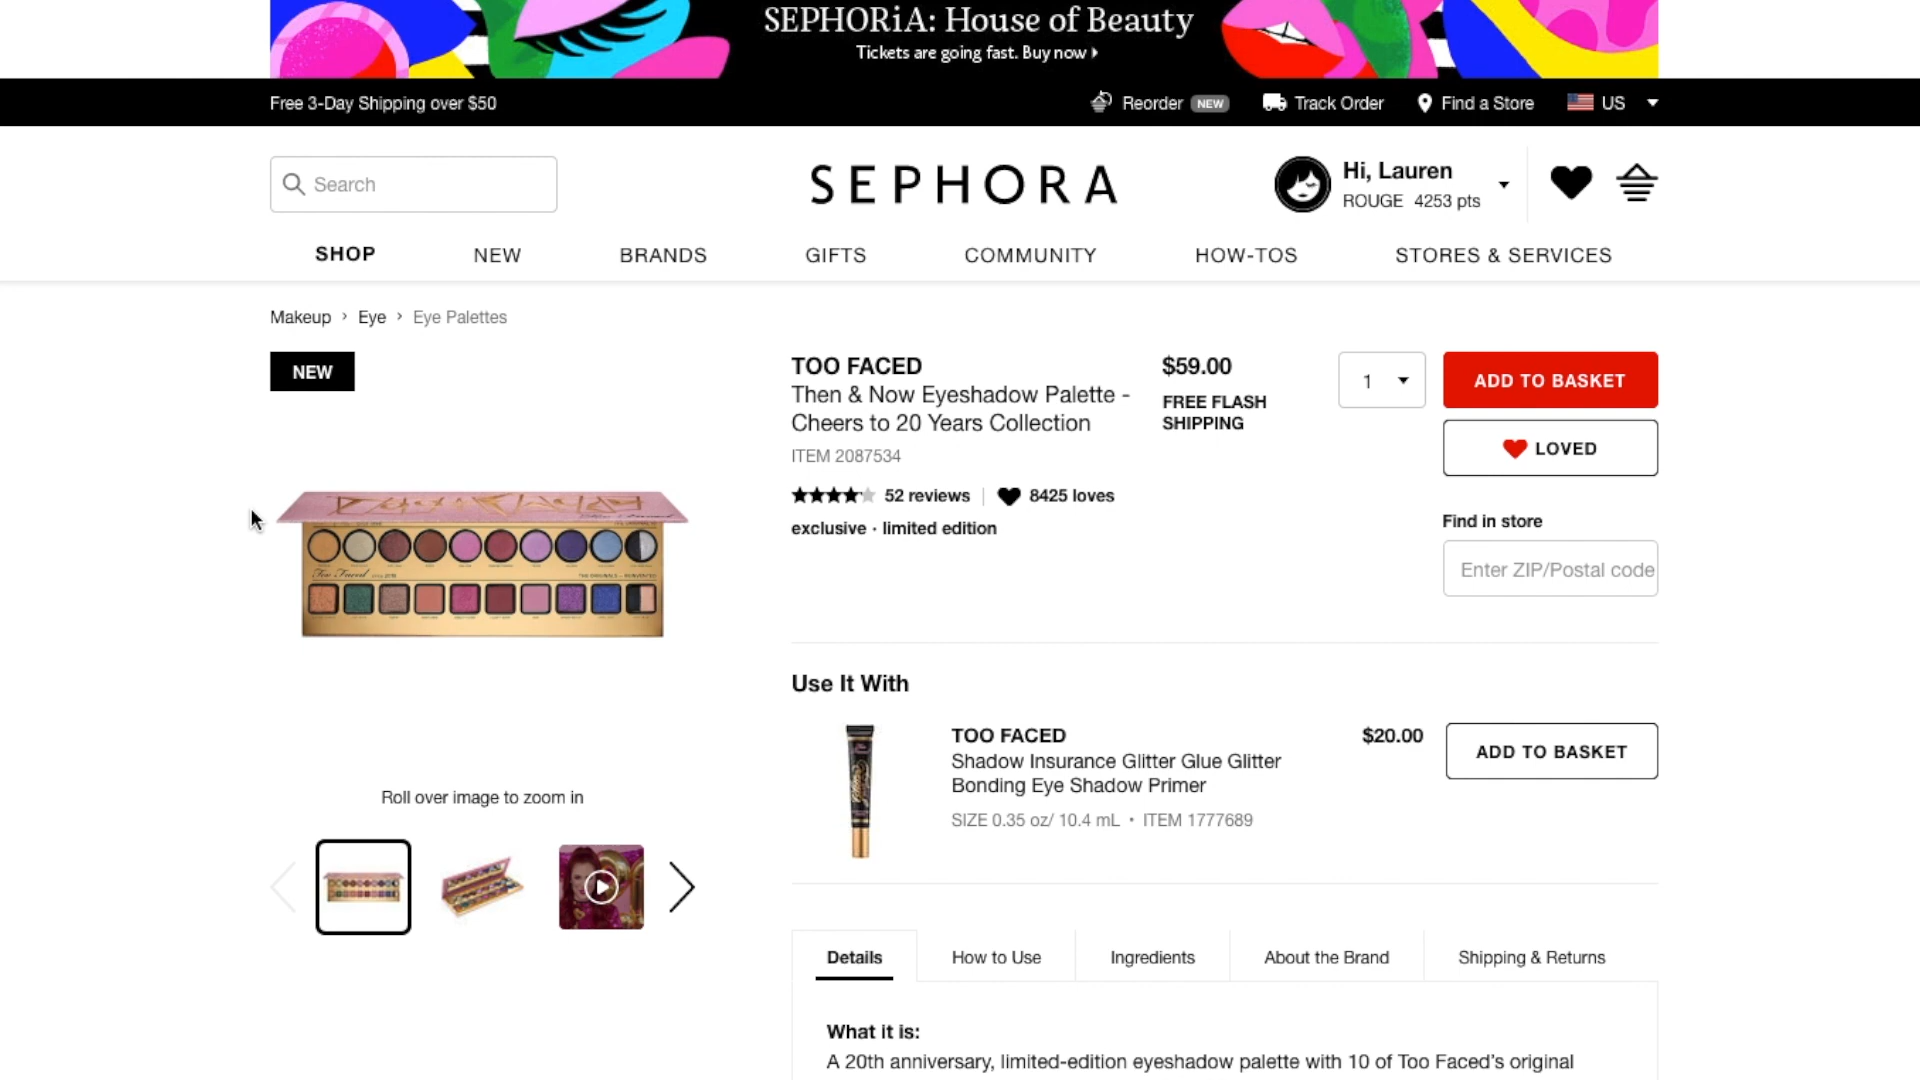 SEPHORiA: House of Beauty
Tickets are going fast. Buy now
Free 3-Day Shipping over $50
Reorder NEW
Track Order
Find a Store
US
Search
SEPHORA
Hi, Lauren
ROUGE 4253 pts
SHOP
NEW
BRANDS
GIFTS
COMMUNITY
HOW-TOS
STORES & SERVICES
Makeup › Eye › Eye Palettes
NEW
Too Faced
Roll over image to zoom in
TOO FACED
Then & Now Eyeshadow Palette -
Cheers to 20 Years Collection
ITEM 2087534
52 reviews | 8425 loves
exclusive · limited edition
$59.00
FREE FLASH
SHIPPING
1
ADD TO BASKET
LOVED
Find in store
Enter ZIP/Postal code
Use It With
TOO FACED
Shadow Insurance Glitter Glue Glitter
Bonding Eye Shadow Primer
SIZE 0.35 oz/ 10.4 mL • ITEM 1777689
$20.00
ADD TO BASKET
Details
How to Use
Ingredients
About the Brand
Shipping & Returns
What it is:
A 20th anniversary, limited-edition eyeshadow palette with 10 of Too Faced’s original